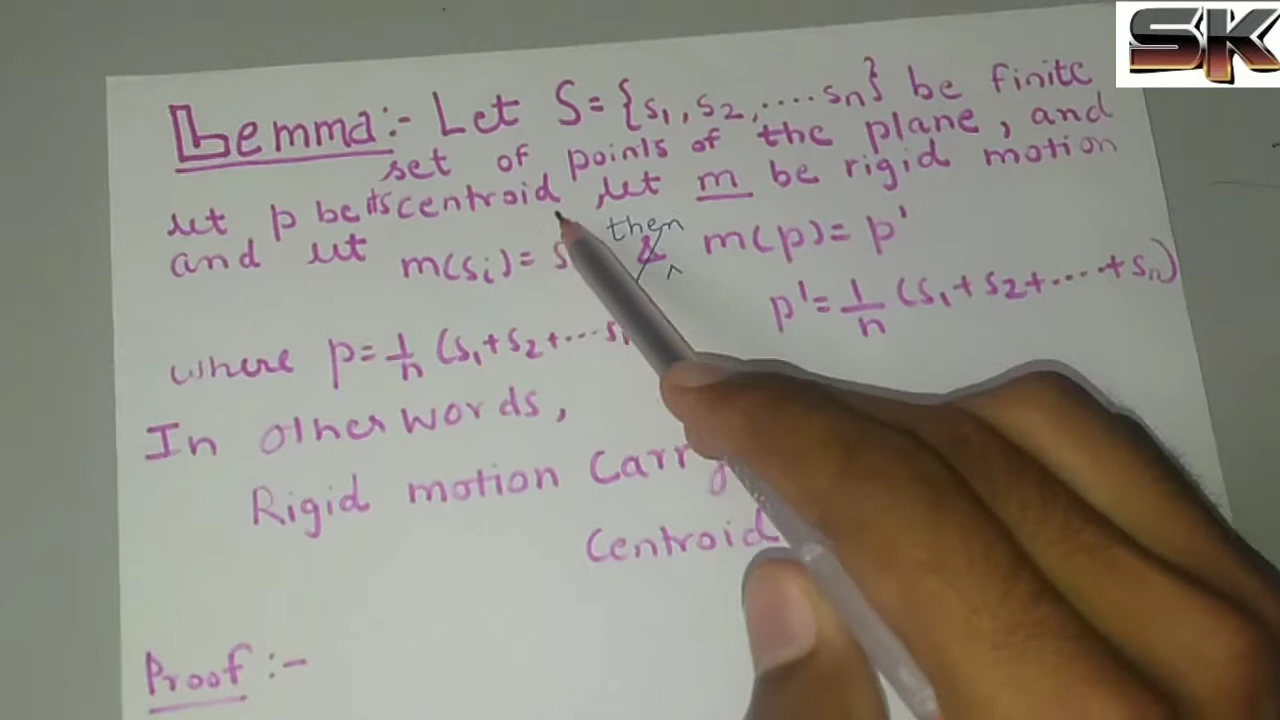 SK
Lemma:- Let S = {s₁, s₂, ....sₙ} be finite
set of points of the plane, and
let p be its centroid, let m be rigid motion
and let m(sᵢ) = s then & ^ m(p) = p'
where p = 1/n (s₁ + s₂ + ... s p' = 1/n (s₁ + s₂ + .... + sₙ)
In other words,
Rigid motion carry
centroid
Proof :-